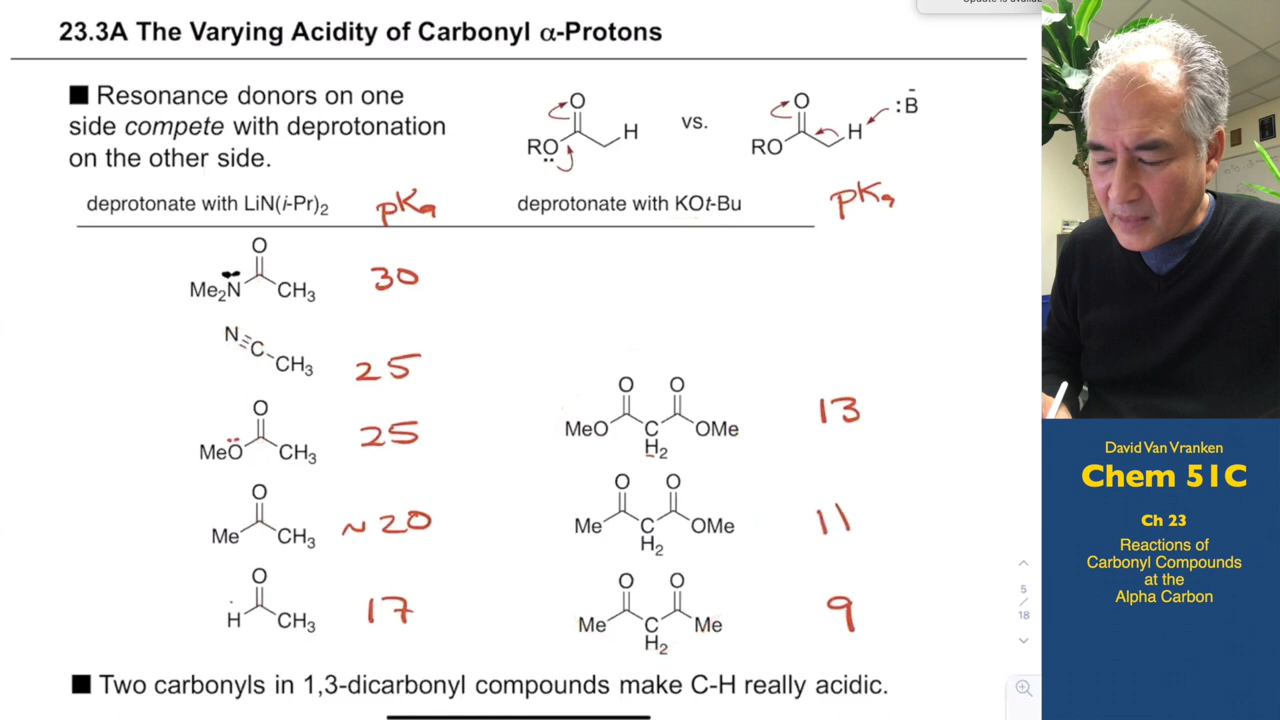 23.3A The Varying Acidity of Carbonyl α-Protons
■ Resonance donors on one
side compete with deprotonation
on the other side.
O
RO
H
vs.
O
RO
H
:B̄
deprotonate with LiN(i-Pr)2
pKa
deprotonate with KOt-Bu
pKa
O
Me2N
CH3
30
N≡C-CH3
25
O
MeO
CH3
25
O O
MeO C OMe
H2
13
O
Me
CH3
~20
O O
Me C OMe
H2
11
O
H
CH3
17
O O
Me C Me
H2
9
■ Two carbonyls in 1,3-dicarbonyl compounds make C-H really acidic.
5
/
18
David Van Vranken
Chem 51C
Ch 23
Reactions of
Carbonyl Compounds
at the
Alpha Carbon